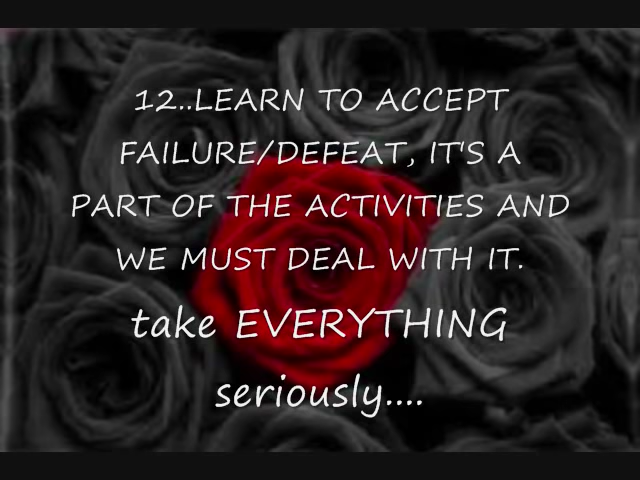 12..LEARN TO ACCEPT
FAILURE/DEFEAT, IT'S A
PART OF THE ACTIVITIES AND
WE MUST DEAL WITH IT.
take EVERYTHING
seriously....